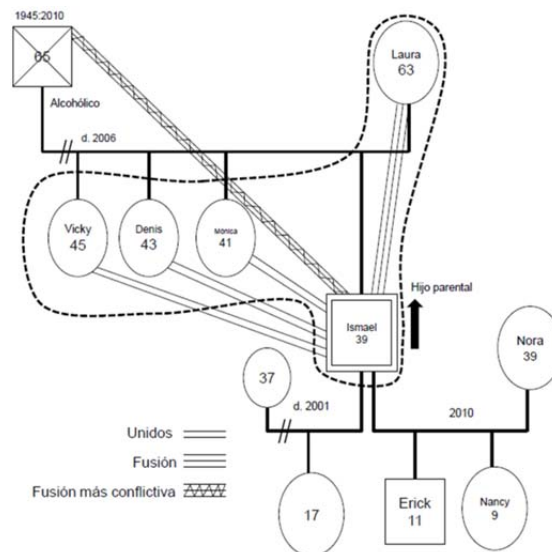 1945:2010
65
Alcohólico
d. 2006
Laura
63
Vicky
45
Denis
43
Mónica
41
Hijo parental
Ismael
39
Nora
39
37
d. 2001
2010
Unidos
Fusión
Fusión más conflictiva
17
Erick
11
Nancy
9